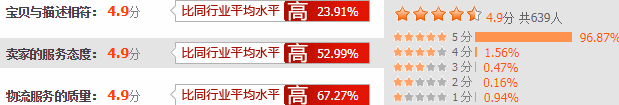 宝贝与描述相符： 4.9分 比同行业平均水平 高 23.91%
卖家的服务态度： 4.9分 比同行业平均水平 高 52.99%
物流服务的质量： 4.9分 比同行业平均水平 高 67.27%
4.9分 共639人
5 分 96.87%
4 分 1.56%
3 分 0.47%
2 分 0.16%
1 分 0.94%